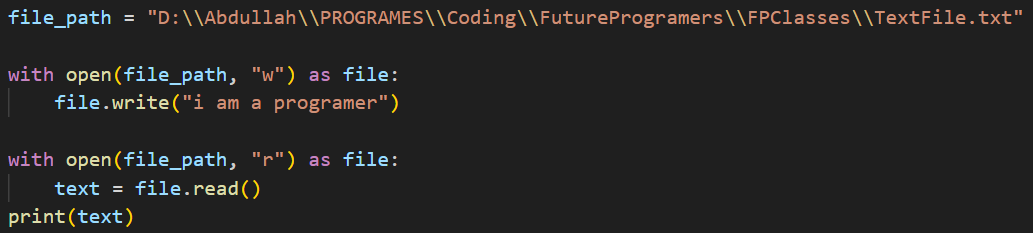 file_path = "D:\\Abdullah\\PROGRAMES\\Coding\\FutureProgramers\\FPClasses\\TextFile.txt"
with open(file_path, "w") as file:
    file.write("i am a programer")
with open(file_path, "r") as file:
    text = file.read()
print(text)